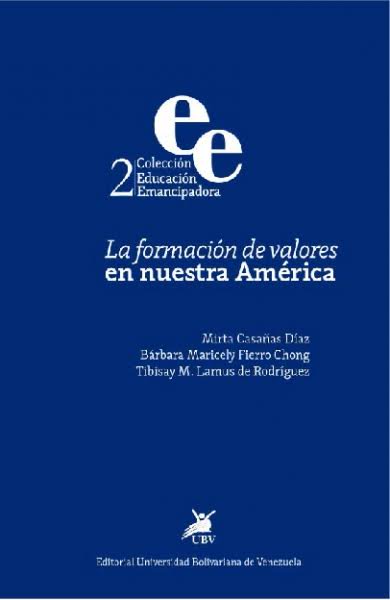 ee
2
Colección
Educación
Emancipadora
La formación de valores
en nuestra América
Mirta Casañas Díaz
Bárbara Maricely Fierro Chong
Tibisay M. Lamus de Rodríguez
UBV
Editorial Universidad Bolivariana de Venezuela